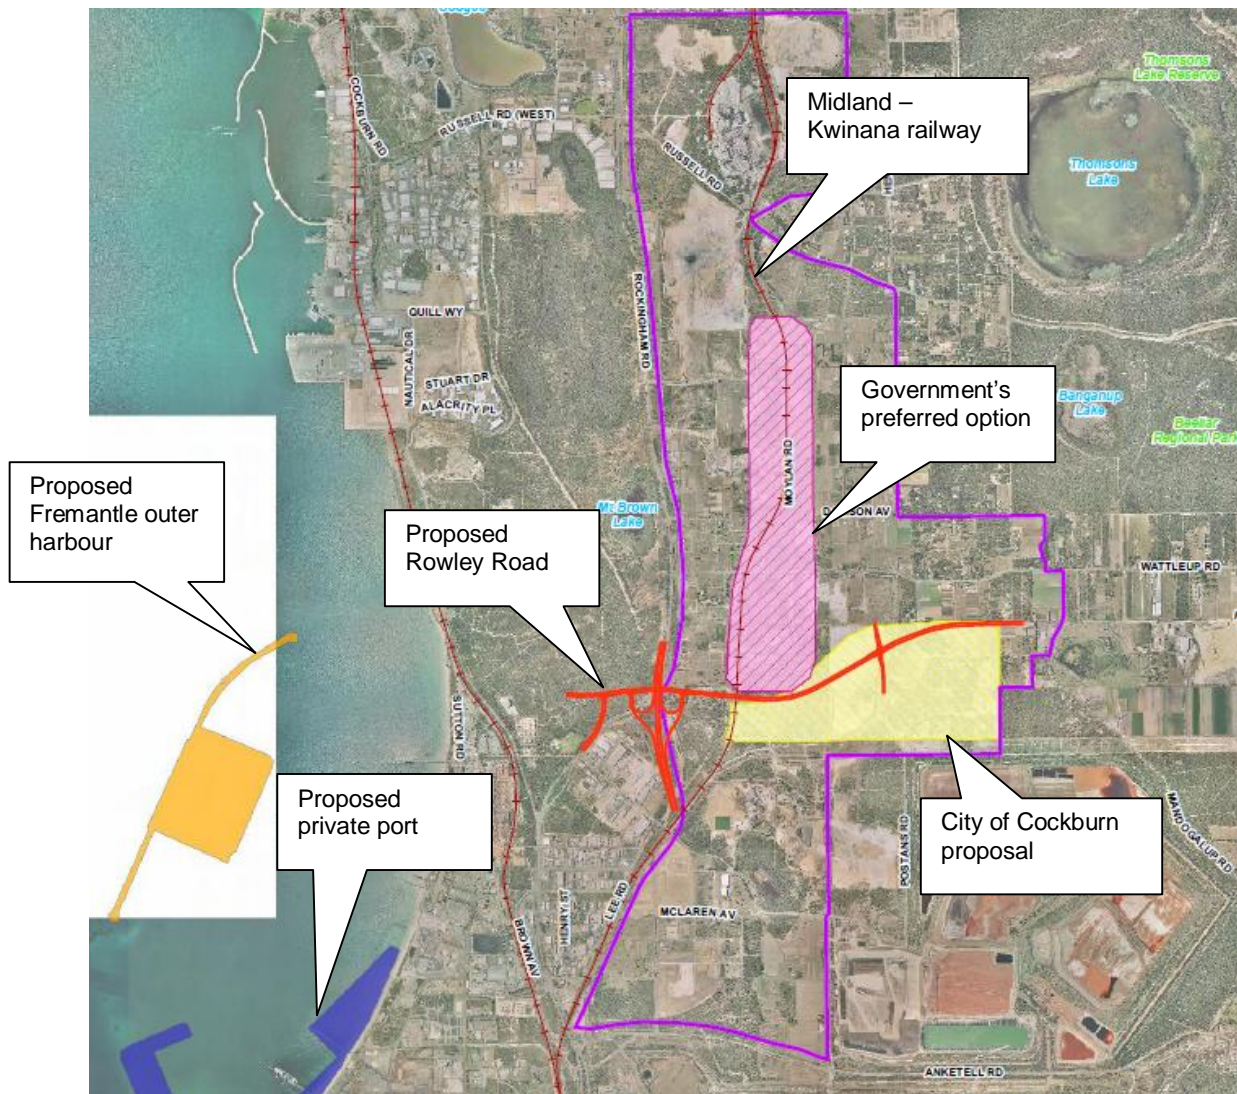 Coogee
Thomsons
Lake Reserve
COCKBURN RD
RUSSELL RD (WEST)
Midland –
Kwinana railway
RUSSELL RD
Thomsons
Lake
ROCKINGHAM RD
QUILL WY
NAUTICAL DR
STUART DR
ALACRITY PL
Government’s
preferred option
Banganup
Lake
Beeliar
Regional Park
MOYLAN RD
Proposed
Fremantle outer
harbour
Mt Brown
Lake
Proposed
Rowley Road
WATTLEUP RD
SUTTON RD
Proposed
private port
City of Cockburn
proposal
MANDOGALUP RD
POSTANS RD
LEE RD
HENRY ST
MCLAREN AV
BROWN AV
ANKETELL RD